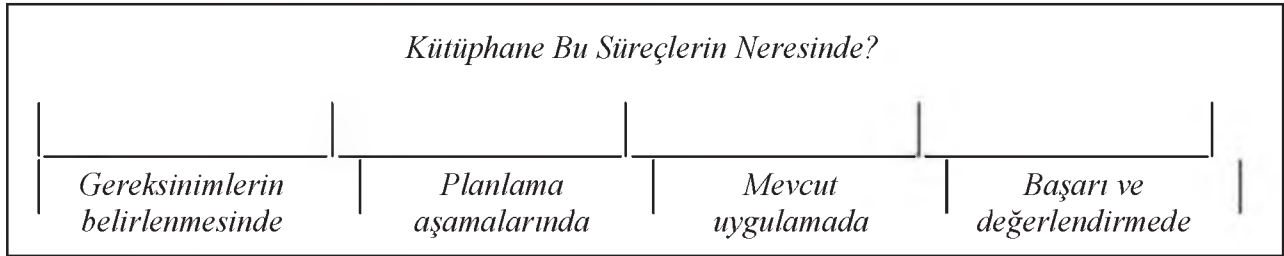 Kütüphane Bu Süreçlerin Neresinde?
Gereksinimlerin
belirlenmesinde
Planlama
aşamalarında
Mevcut
uygulamada
Başarı ve
değerlendirmede